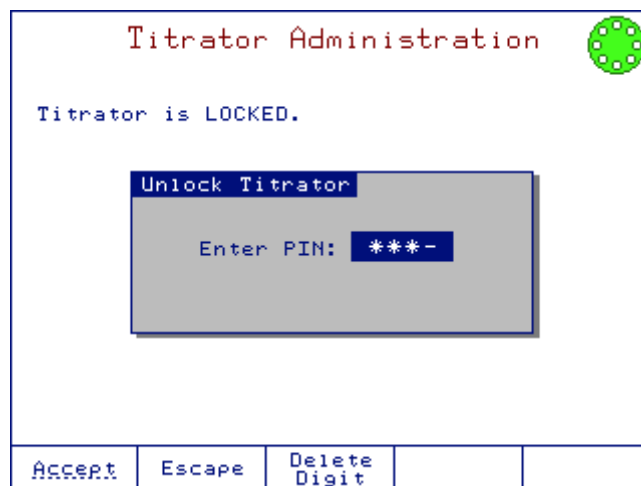 Titrator Administration
Titrator is LOCKED.
Unlock Titrator
Enter PIN: ***-
Accept
Escape
Delete
Digit